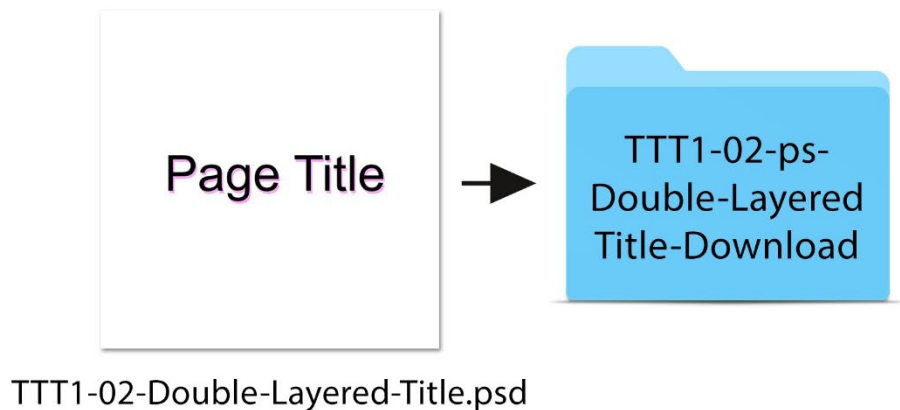 Page Title
TTT1-02-ps-
Double-Layered
Title-Download
TTT1-02-Double-Layered-Title.psd